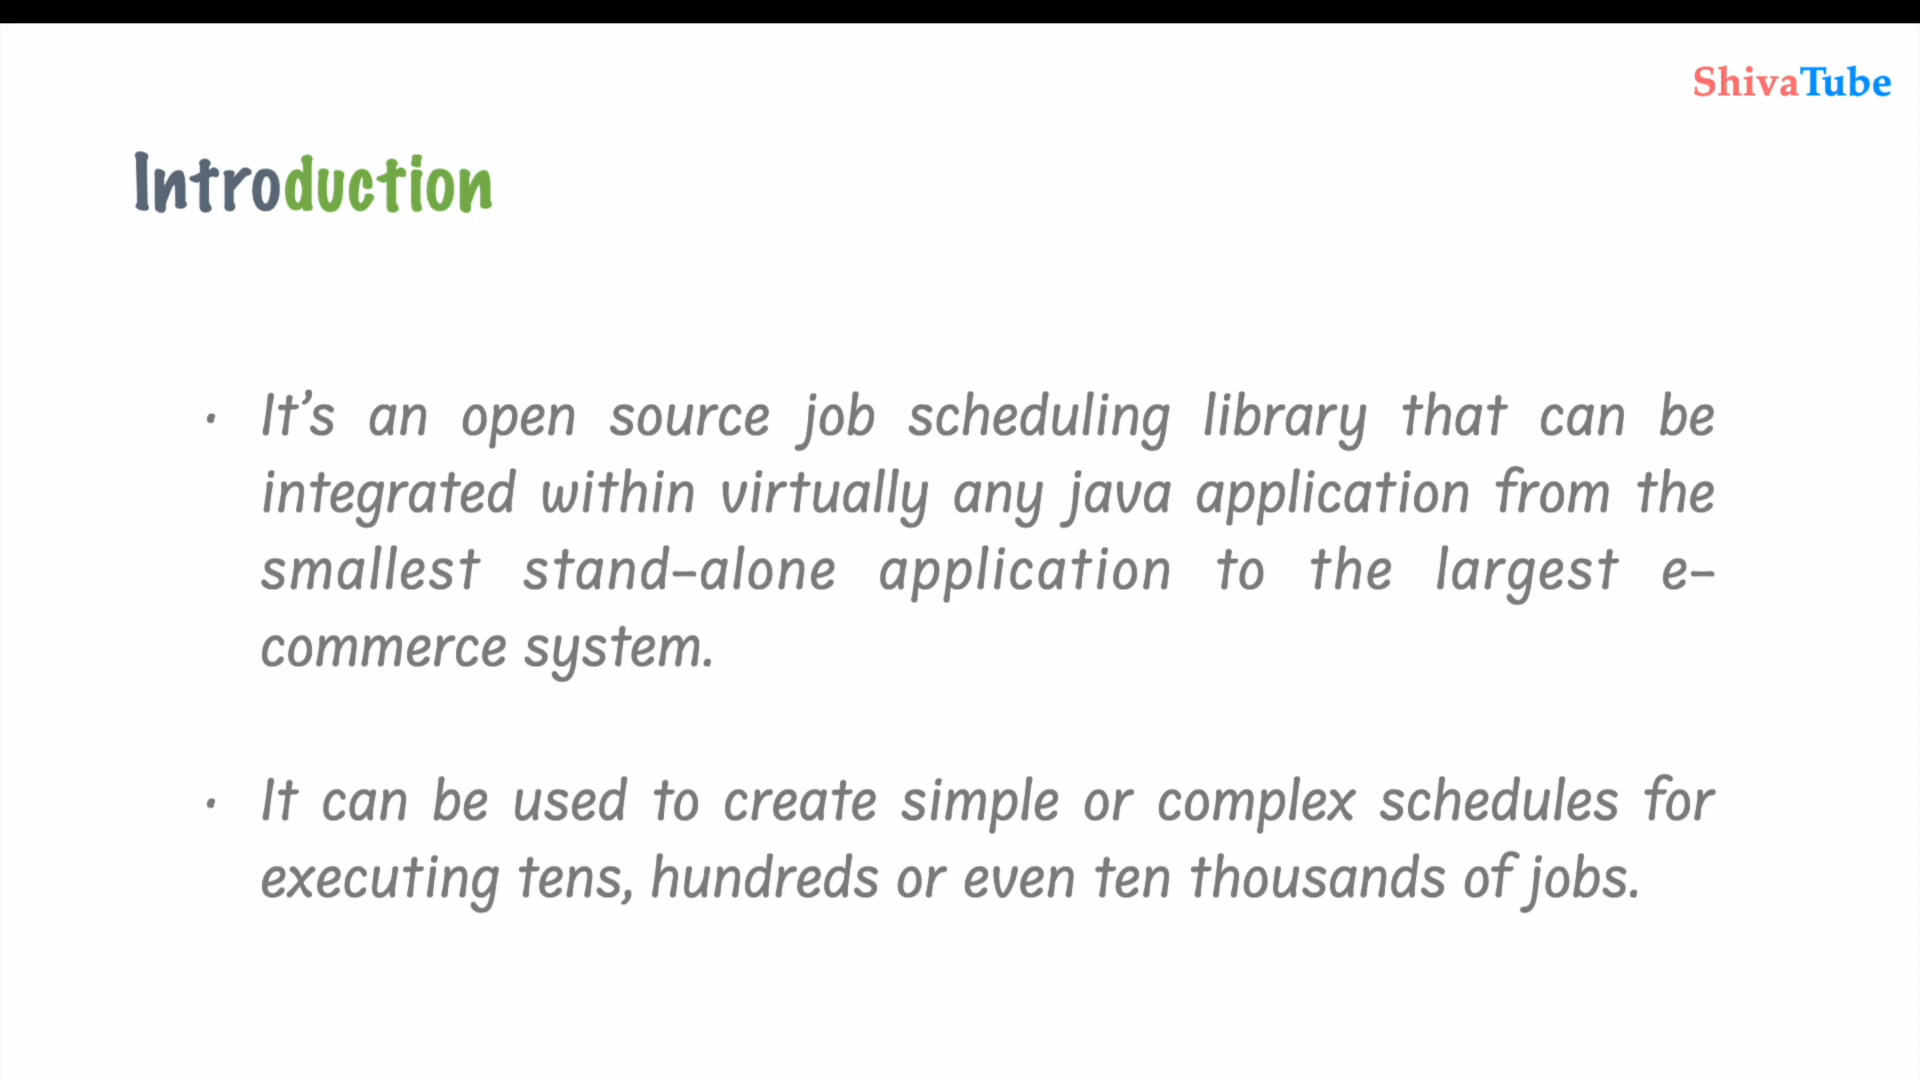 ShivaTube
Introduction
· It’s an open source job scheduling library that can be
integrated within virtually any java application from the
smallest stand-alone application to the largest e-
commerce system.
· It can be used to create simple or complex schedules for
executing tens, hundreds or even ten thousands of jobs.